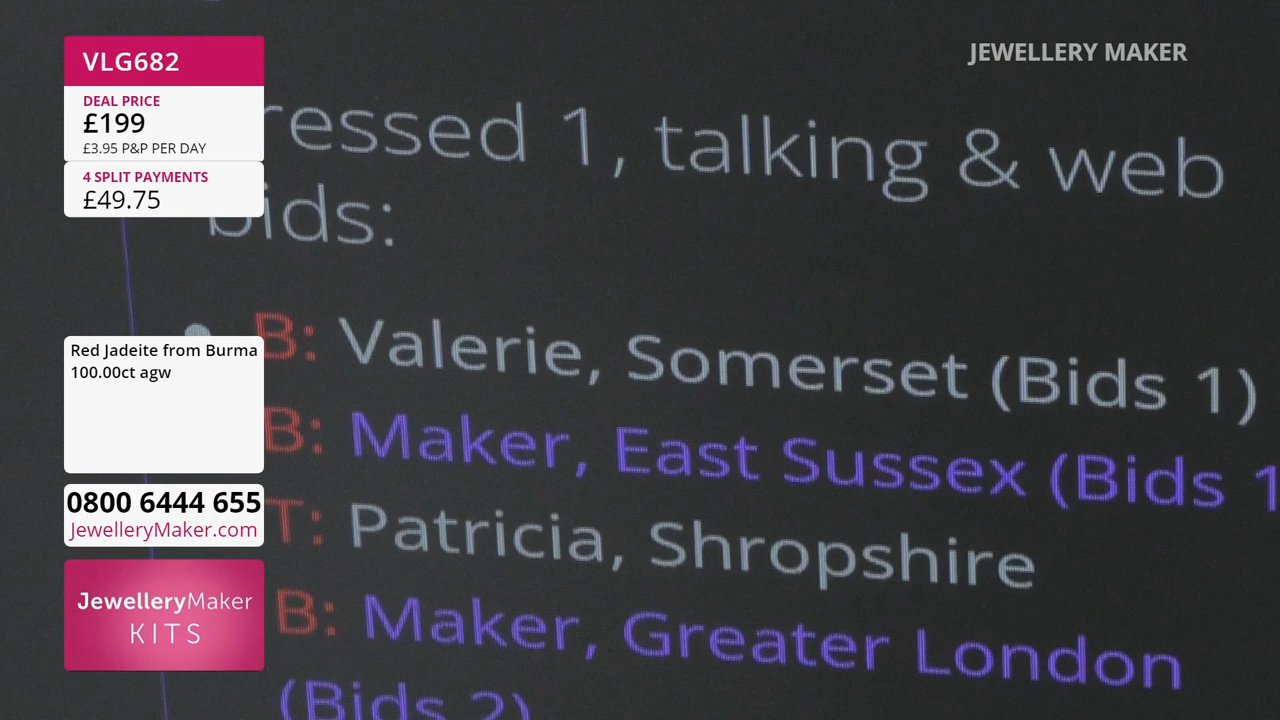 VLG682
DEAL PRICE
£199
£3.95 P&P PER DAY
4 SPLIT PAYMENTS
£49.75
Red Jadeite from Burma
100.00ct agw
0800 6444 655
JewelleryMaker.com
JewelleryMaker
KITS
JEWELLERY MAKER
ressed 1, talking & web
bids:
B: Valerie, Somerset (Bids 1)
B: Maker, East Sussex (Bids 1
T: Patricia, Shropshire
B: Maker, Greater London
(Bids 2)